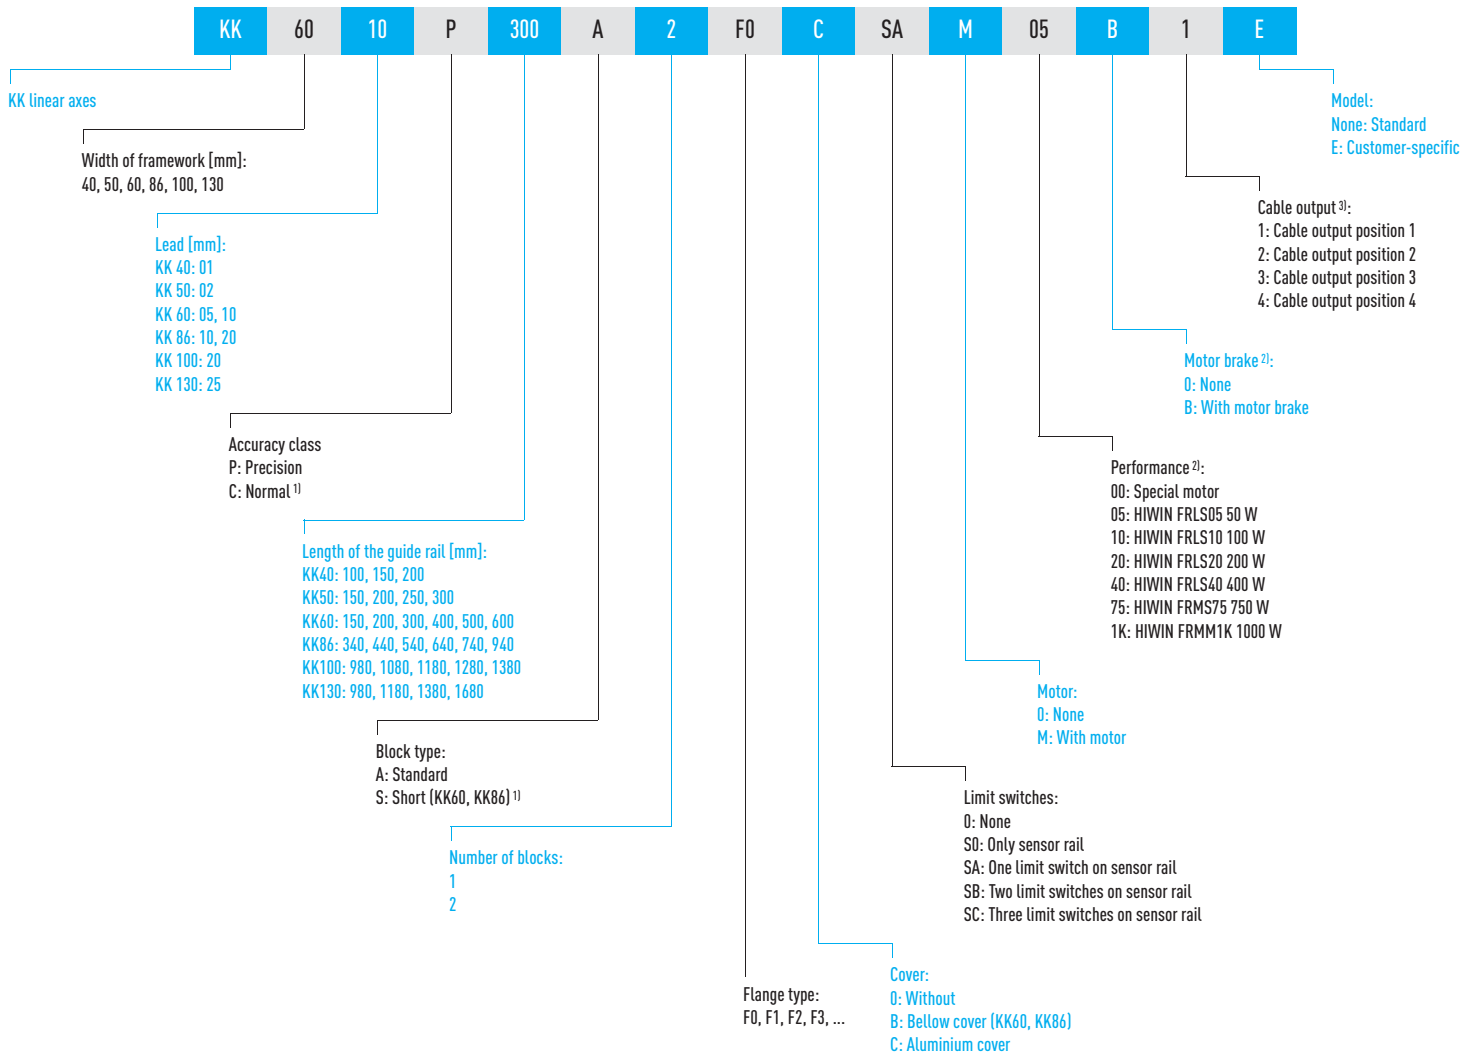 KK 60 10 P 300 A 2 F0 C SA M 05 B 1 E
KK linear axes
Width of framework [mm]:
40, 50, 60, 86, 100, 130
Lead [mm]:
KK 40: 01
KK 50: 02
KK 60: 05, 10
KK 86: 10, 20
KK 100: 20
KK 130: 25
Accuracy class
P: Precision
C: Normal 1)
Length of the guide rail [mm]:
KK40: 100, 150, 200
KK50: 150, 200, 250, 300
KK60: 150, 200, 300, 400, 500, 600
KK86: 340, 440, 540, 640, 740, 940
KK100: 980, 1080, 1180, 1280, 1380
KK130: 980, 1180, 1380, 1680
Block type:
A: Standard
S: Short (KK60, KK86) 1)
Number of blocks:
1
2
Flange type:
F0, F1, F2, F3, ...
Cover:
0: Without
B: Bellow cover (KK60, KK86)
C: Aluminium cover
Limit switches:
0: None
S0: Only sensor rail
SA: One limit switch on sensor rail
SB: Two limit switches on sensor rail
SC: Three limit switches on sensor rail
Motor:
0: None
M: With motor
Performance 2):
00: Special motor
05: HIWIN FRLS05 50 W
10: HIWIN FRLS10 100 W
20: HIWIN FRLS20 200 W
40: HIWIN FRLS40 400 W
75: HIWIN FRMS75 750 W
1K: HIWIN FRMM1K 1000 W
Motor brake 2):
0: None
B: With motor brake
Cable output 3):
1: Cable output position 1
2: Cable output position 2
3: Cable output position 3
4: Cable output position 4
Model:
None: Standard
E: Customer-specific